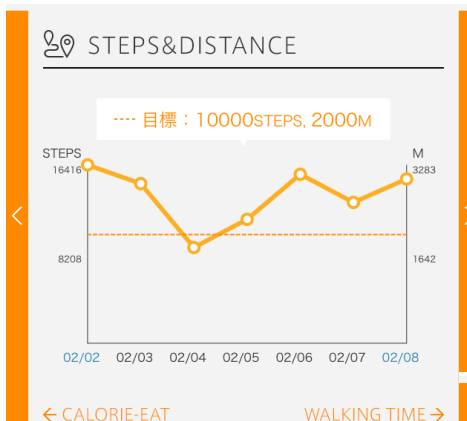 STEPS&DISTANCE
---- 目標：10000STEPS, 2000M
STEPS M
16416 3283
8208 1642
02/02 02/03 02/04 02/05 02/06 02/07 02/08
← CALORIE-EAT WALKING TIME →